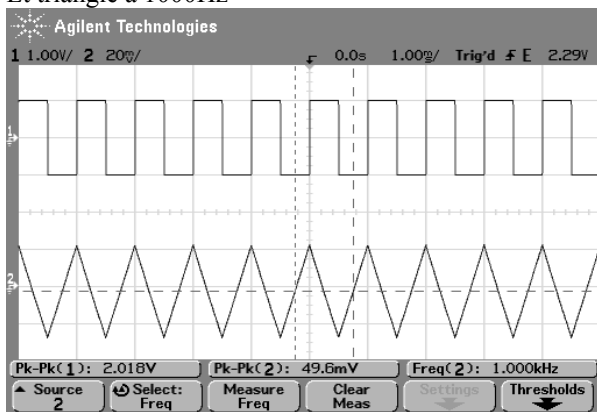 Et triangle à 1000Hz
Agilent Technologies
1 1.00V/ 2 20mV/ 0.0s 1.00ms/ Trig'd E 2.29V
1
2
Pk-Pk(1): 2.018V Pk-Pk(2): 49.6mV Freq(2): 1.000kHz
Source Select: Measure Clear Settings Thresholds
2 Freq Freq Meas